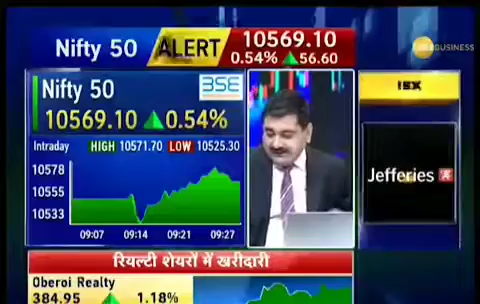 Nifty 50
ALERT
10569.10
0.54% 56.60
BUSINESS
Nifty 50
BSE
10569.10 0.54%
Intraday HIGH 10571.70 LOW 10525.30
10578
10555
10533
09:07 09:14 09:21 09:27
Jefferies
रियल्टी शेयरों में खरीदारी
Oberoi Realty
384.95 1.18%